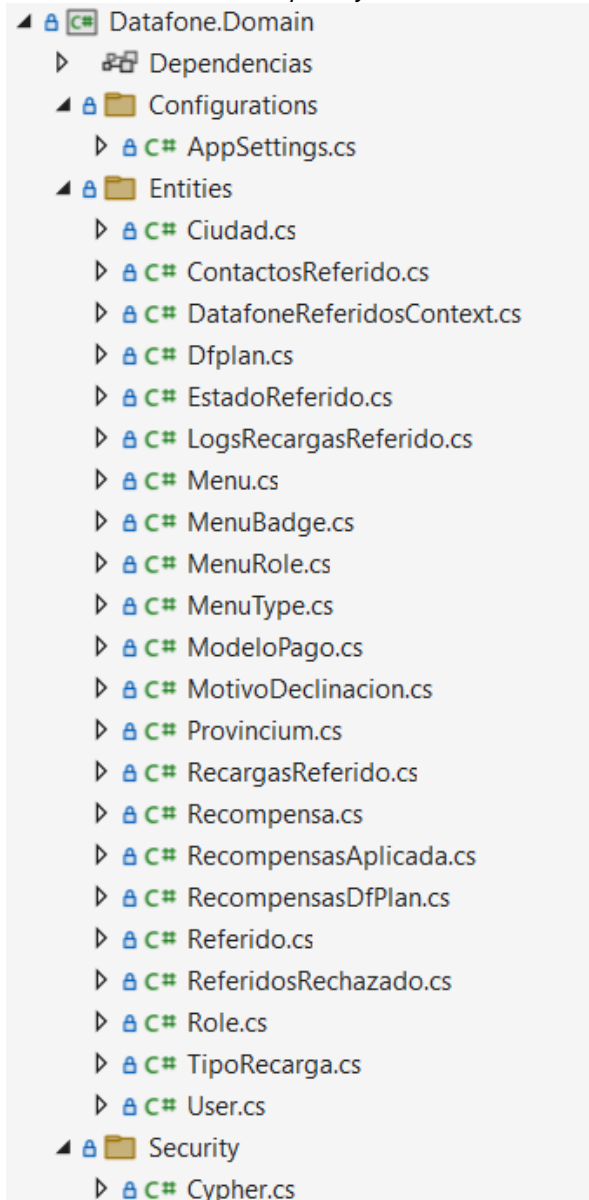 C# Datafone.Domain
Dependencias
Configurations
C# AppSettings.cs
Entities
C# Ciudad.cs
C# ContactosReferido.cs
C# DatafoneReferidosContext.cs
C# Dfplan.cs
C# EstadoReferido.cs
C# LogsRecargasReferido.cs
C# Menu.cs
C# MenuBadge.cs
C# MenuRole.cs
C# MenuType.cs
C# ModeloPago.cs
C# MotivoDeclinacion.cs
C# Provincium.cs
C# RecargasReferido.cs
C# Recompensa.cs
C# RecompensasAplicada.cs
C# RecompensasDfPlan.cs
C# Referido.cs
C# ReferidosRechazado.cs
C# Role.cs
C# TipoRecarga.cs
C# User.cs
Security
C# Cypher.cs